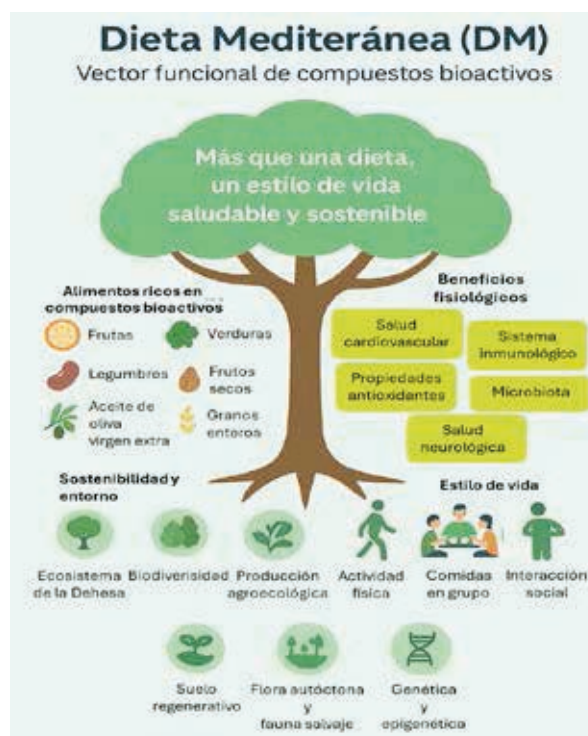 Dieta Mediteránea (DM)
Vector funcional de compuestos bioactivos
Más que una dieta,
un estilo de vida
saludable y sostenible
Alimentos ricos en
compuestos bioactivos
Frutas
Verduras
Legumbros
Frutos
secos
Aceite de
oliva
virgen extra
Granos
enteros
Beneficios
fisiológicos
Salud
cardiovascular
Sistema
inmunológico
Propiedades
antioxidantes
Microbiota
Salud
neurológica
Sostenibilidad y
entorno
Ecosistema
de la Dehesa
Biodiverisidad
Producción
agroecológica
Estilo de vida
Actividad
física
Comidas
en grupo
Interacción
social
Suelo
regenerativo
Flora autóctona
y
fauna salvaje
Genética
y
epigenética